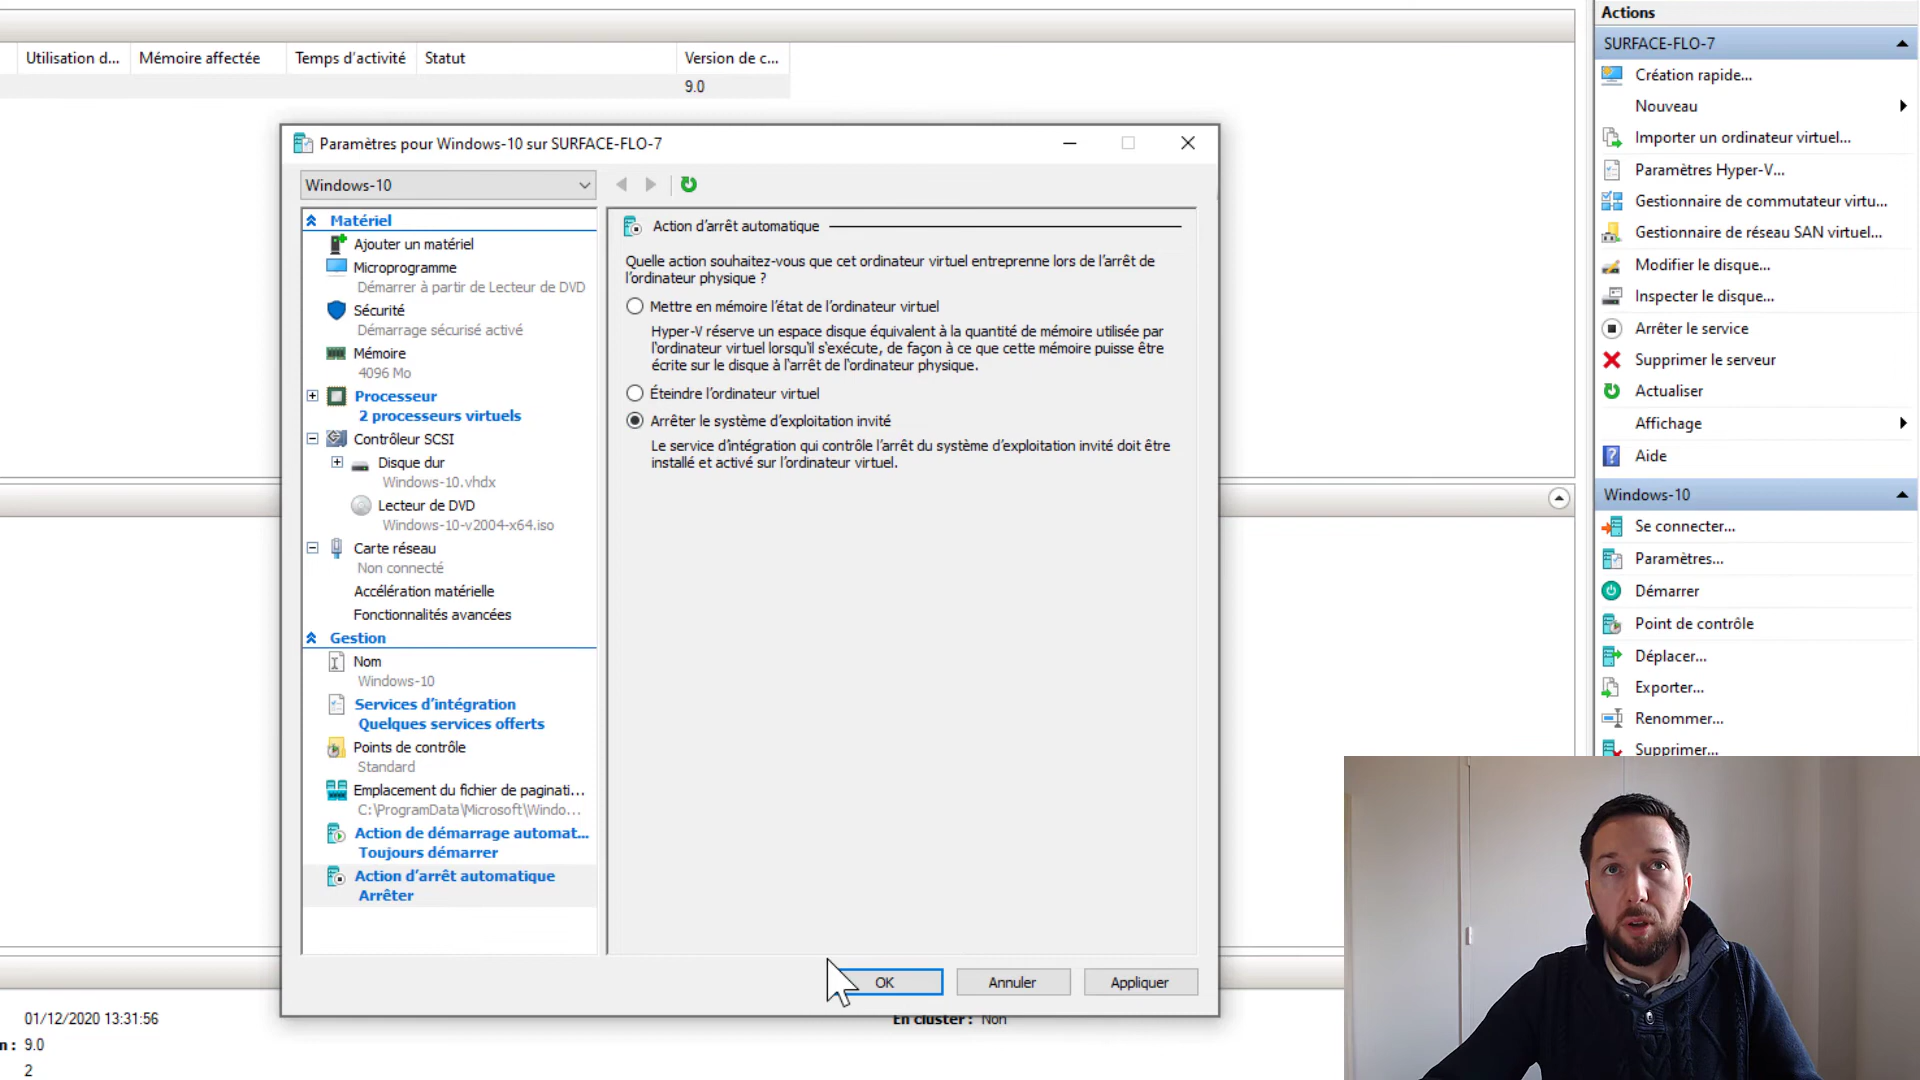 Utilisation d... Mémoire affectée Temps d'activité Statut Version de c...
9.0
Paramètres pour Windows-10 sur SURFACE-FLO-7
Windows-10
Matériel
Ajouter un matériel
Microprogramme
Démarrer à partir de Lecteur de DVD
Sécurité
Démarrage sécurisé activé
Mémoire
4096 Mo
Processeur
2 processeurs virtuels
Contrôleur SCSI
Disque dur
Windows-10.vhdx
Lecteur de DVD
Windows-10-v2004-x64.iso
Carte réseau
Non connecté
Accélération matérielle
Fonctionnalités avancées
Gestion
Nom
Windows-10
Services d'intégration
Quelques services offerts
Points de contrôle
Standard
Emplacement du fichier de paginati...
C:\ProgramData\Microsoft\Windo...
Action de démarrage automat...
Toujours démarrer
Action d'arrêt automatique
Arrêter
Action d'arrêt automatique
Quelle action souhaitez-vous que cet ordinateur virtuel entreprenne lors de l'arrêt de
l'ordinateur physique ?
Mettre en mémoire l'état de l'ordinateur virtuel
Hyper-V réserve un espace disque équivalent à la quantité de mémoire utilisée par
l'ordinateur virtuel lorsqu'il s'exécute, de façon à ce que cette mémoire puisse être
écrite sur le disque à l'arrêt de l'ordinateur physique.
Éteindre l'ordinateur virtuel
Arrêter le système d'exploitation invité
Le service d'intégration qui contrôle l'arrêt du système d'exploitation invité doit être
installé et activé sur l'ordinateur virtuel.
OK Annuler Appliquer
01/12/2020 13:31:56
n : 9.0
2
En cluster : Non
Actions
SURFACE-FLO-7
Création rapide...
Nouveau
Importer un ordinateur virtuel...
Paramètres Hyper-V...
Gestionnaire de commutateur virtu...
Gestionnaire de réseau SAN virtuel...
Modifier le disque...
Inspecter le disque...
Arrêter le service
Supprimer le serveur
Actualiser
Affichage
Aide
Windows-10
Se connecter...
Paramètres...
Démarrer
Point de contrôle
Déplacer...
Exporter...
Renommer...
Supprimer...